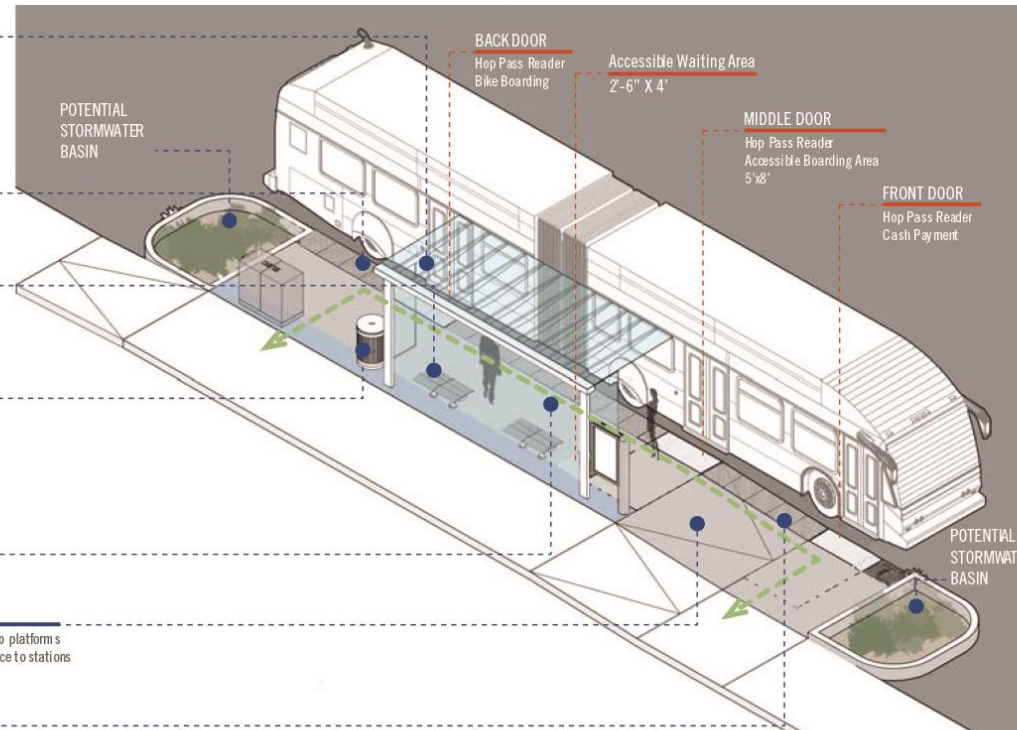 BACK DOOR
Hop Pass Reader
Bike Boarding
Accessible Waiting Area
2'-6" X 4'
POTENTIAL
STORMWATER
BASIN
MIDDLE DOOR
Hop Pass Reader
Accessible Boarding Area
5'x8'
FRONT DOOR
Hop Pass Reader
Cash Payment
POTENTIAL
STORMWAT
BASIN
o platforms
ce to stations